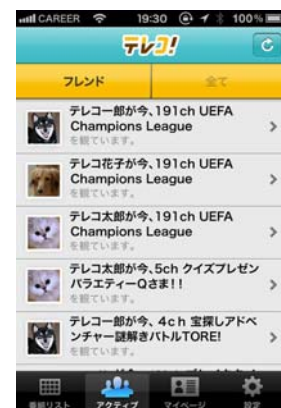 CAREER 19:30 100%
テレコ!
フレンド 全て
テレコ一郎が今、191ch UEFA
Champions League
を観ています。
テレコ花子が今、191ch UEFA
Champions League
を観ています。
テレコ太郎が今、191ch UEFA
Champions League
を観ています。
テレコ太郎が今、5ch クイズプレゼン
バラエティーQさま!!
を観ています。
テレコ一郎が今、4ch 宝探しアドベ
ンチャー謎解きバトルTORE!
を観ています。
番組リスト アクティブ マイページ 設定